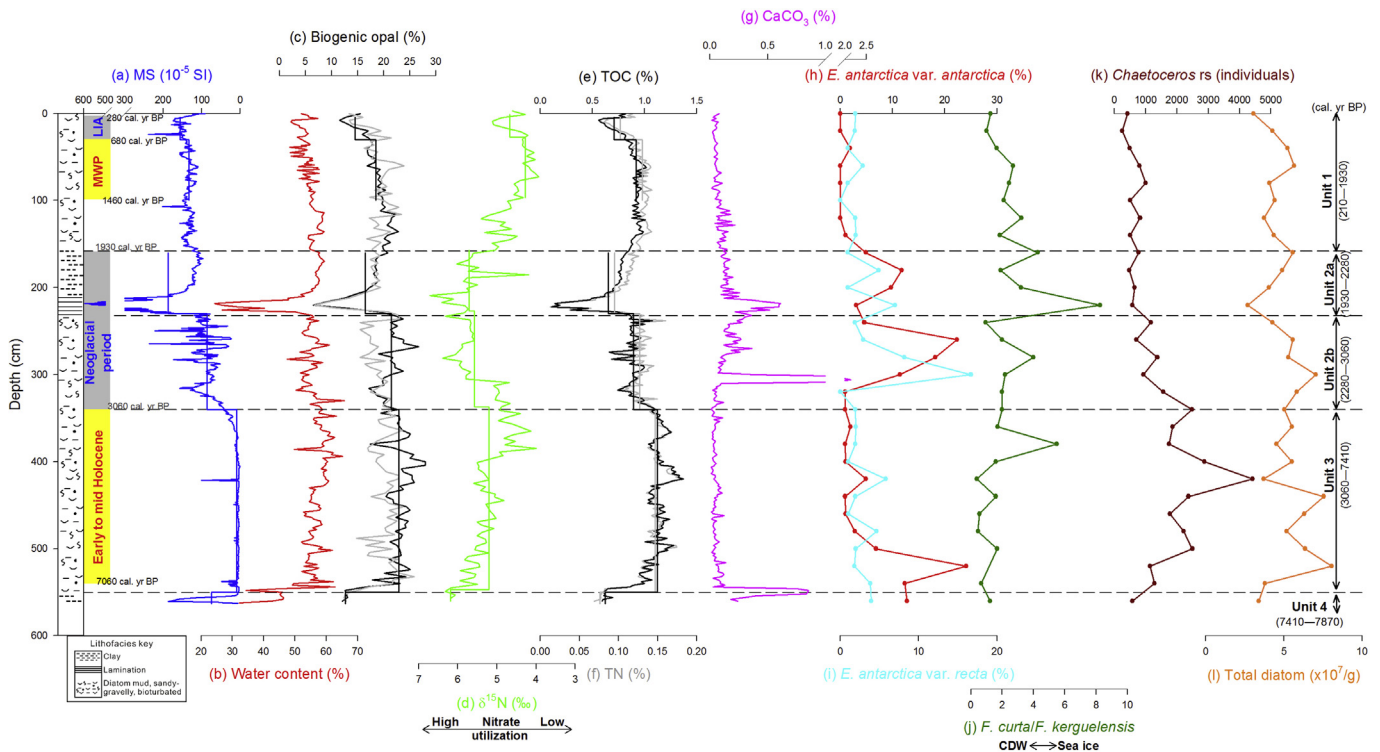 (g) CaCO3 (%)
(c) Biogenic opal (%)
0.0 0.5 1.0 2.0 2.5
0 5 10 15 20 25 30
(a) MS (10-5 SI)
(e) TOC (%)
(h) E. antarctica var. antarctica (%)
(k) Chaetoceros rs (individuals)
600 500 300 200 100 0
0.0 0.5 1.0 1.5
0 10 20 30
0 1000 2000 3000 4000 5000
(cal. yr BP)
Depth (cm)
0
100
200
300
400
500
600
LIA
MWP
Neoglacial period
Early to mid Holocene
280 cal. yr BP
680 cal. yr BP
1460 cal. yr BP
1930 cal. yr BP
3060 cal. yr BP
7060 cal. yr BP
Unit 1
(210—1930)
Unit 2a
(1930—2280)
Unit 2b
(2280—3060)
Unit 3
(3060—7410)
Unit 4
(7410—7870)
Lithofacies key
Clay
Lamination
Diatom mud, sandy-
gravelly, bioturbated
20 30 40 50 60 70
(b) Water content (%)
7 6 5 4 3
(d) δ15N (‰)
High Nitrate Low
utilization
(f) TN (%)
0.00 0.05 0.10 0.15 0.20
(i) E. antarctica var. recta (%)
0 10 20
0 2 4 6 8 10
(j) F. curta/F. kerguelensis
CDW Sea ice
0 5 10
(l) Total diatom (x107/g)